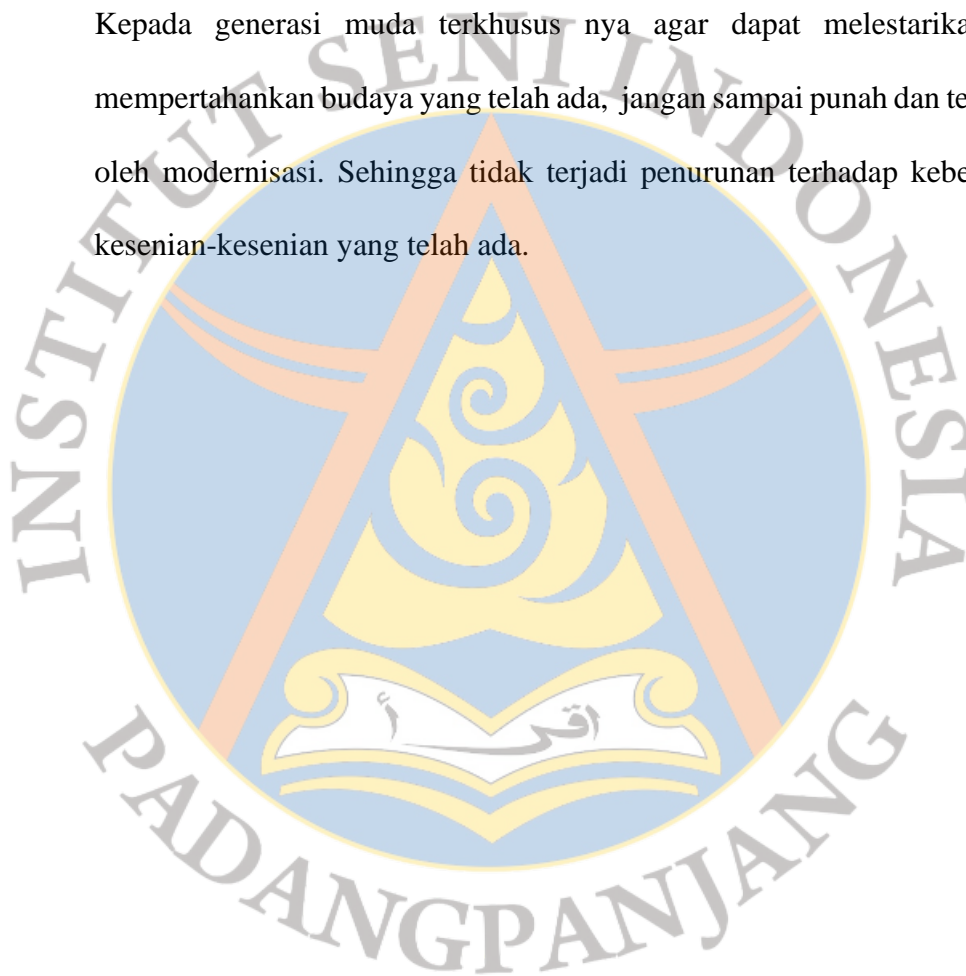 Kepada generasi muda terkhusus nya agar dapat melestarika
mempertahankan budaya yang telah ada, jangan sampai punah dan te
oleh modernisasi. Sehingga tidak terjadi penurunan terhadap kebe
kesenian-kesenian yang telah ada.
INSTITUT SENI INDONESIA
اقرأ
PADANGPANJANG